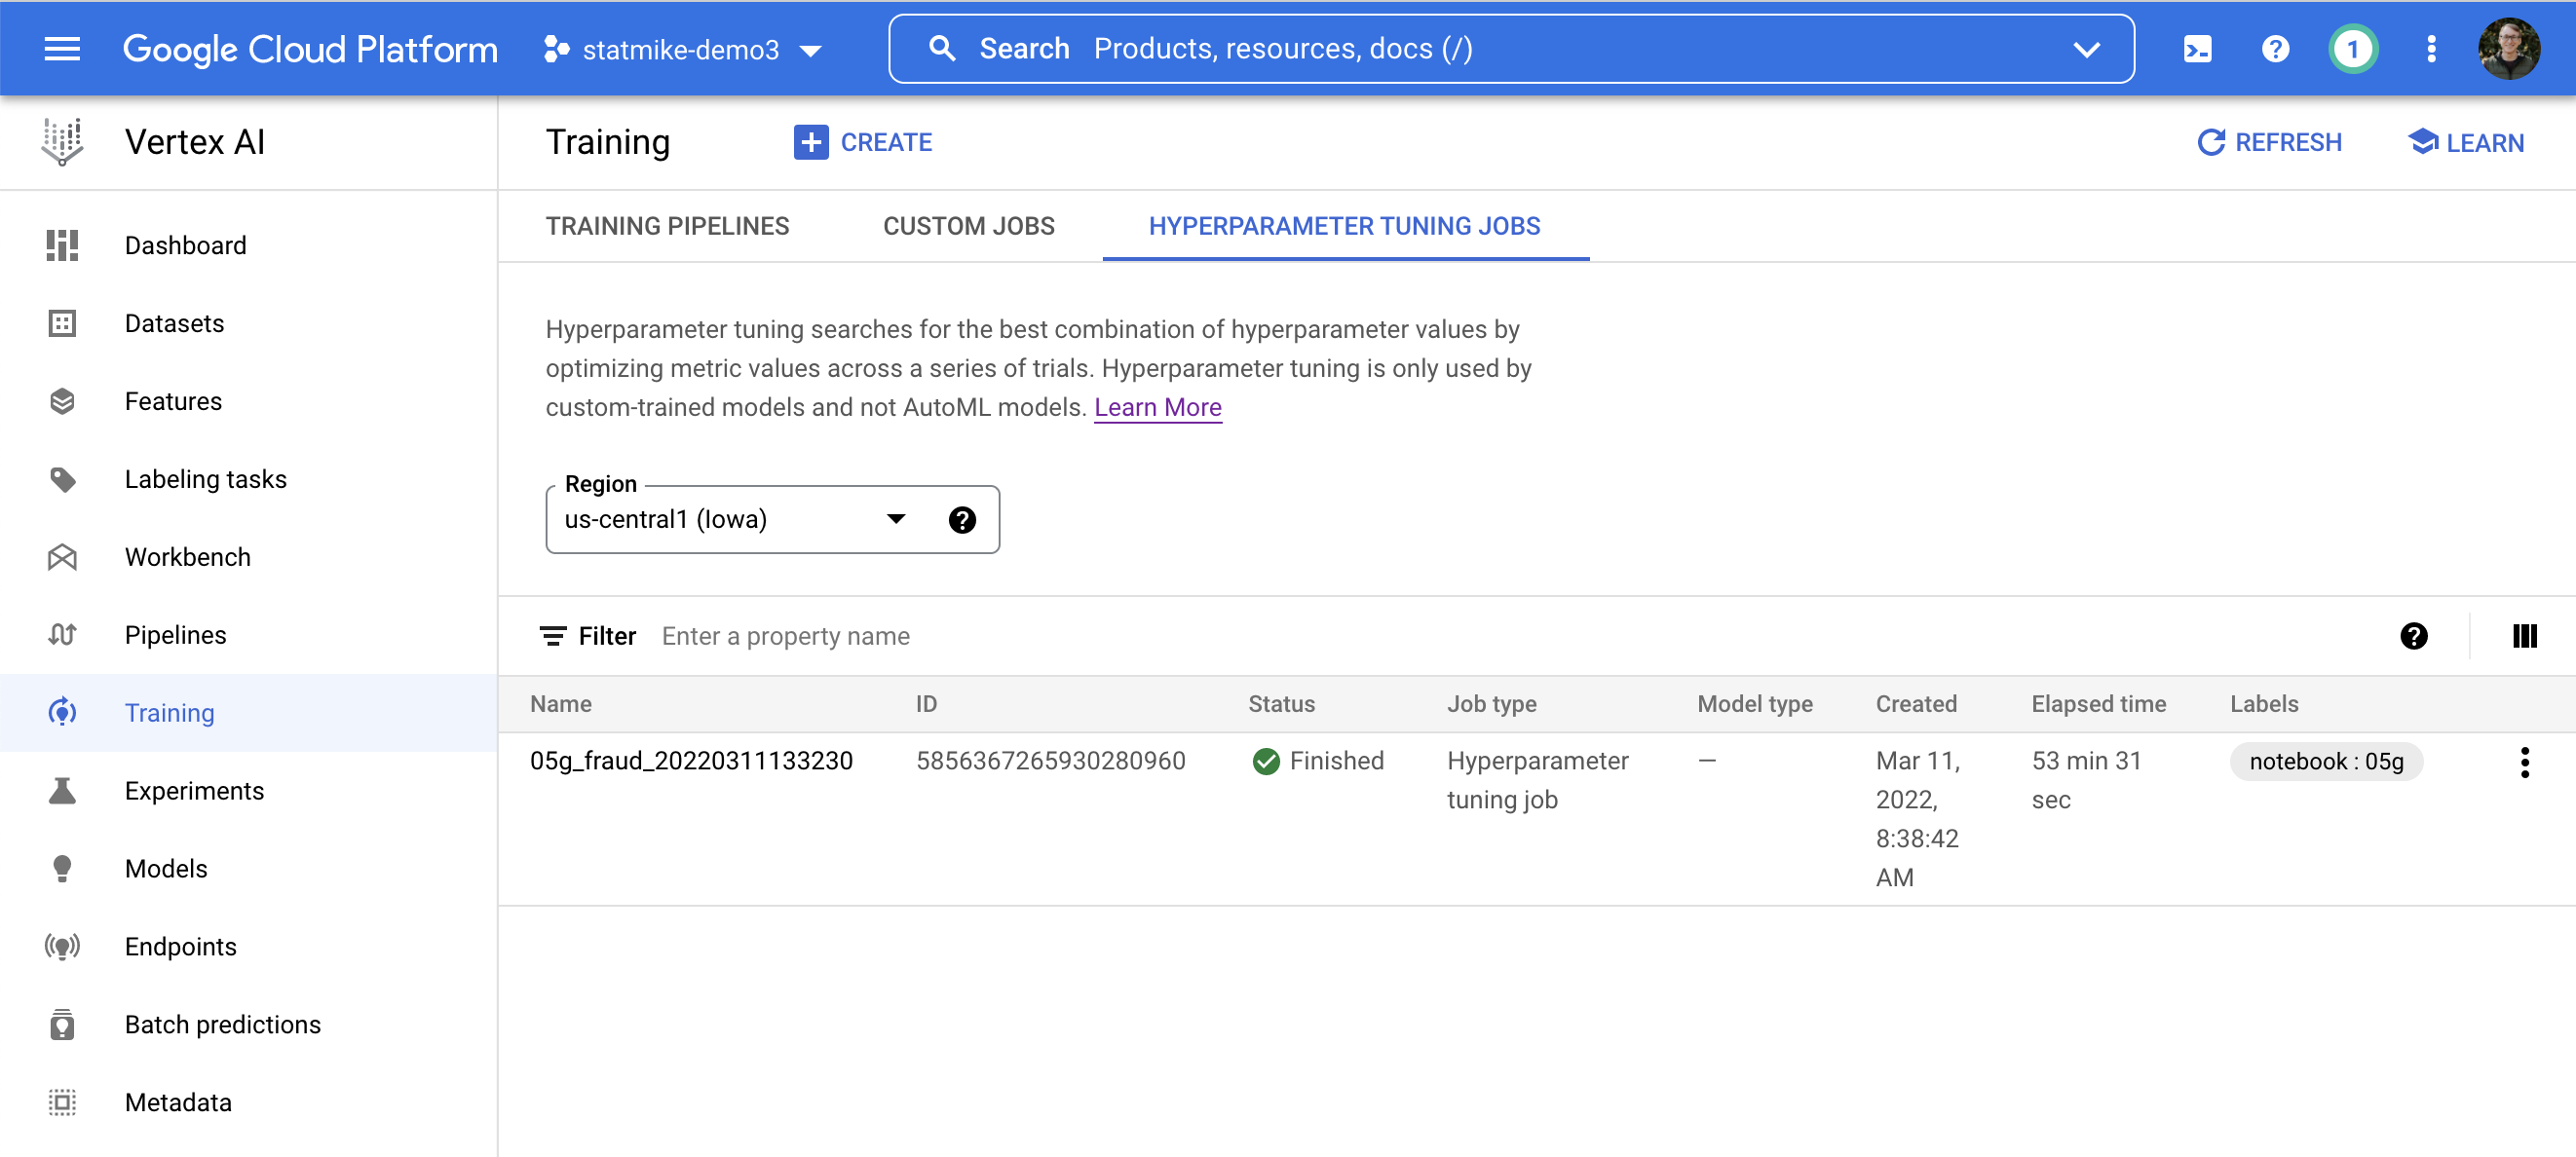 Google Cloud Platform
statmike-demo3
Search Products, resources, docs (/)
1
Vertex AI
Training
CREATE
REFRESH
LEARN
Dashboard
Datasets
Features
Labeling tasks
Workbench
Pipelines
Training
Experiments
Models
Endpoints
Batch predictions
Metadata
TRAINING PIPELINES
CUSTOM JOBS
HYPERPARAMETER TUNING JOBS
Hyperparameter tuning searches for the best combination of hyperparameter values by
optimizing metric values across a series of trials. Hyperparameter tuning is only used by
custom-trained models and not AutoML models. Learn More
Region
us-central1 (Iowa)
Filter Enter a property name
Name ID Status Job type Model type Created Elapsed time Labels
05g_fraud_20220311133230 5856367265930280960 Finished Hyperparameter — Mar 11, 53 min 31 notebook : 05g
tuning job 2022, sec
8:38:42
AM